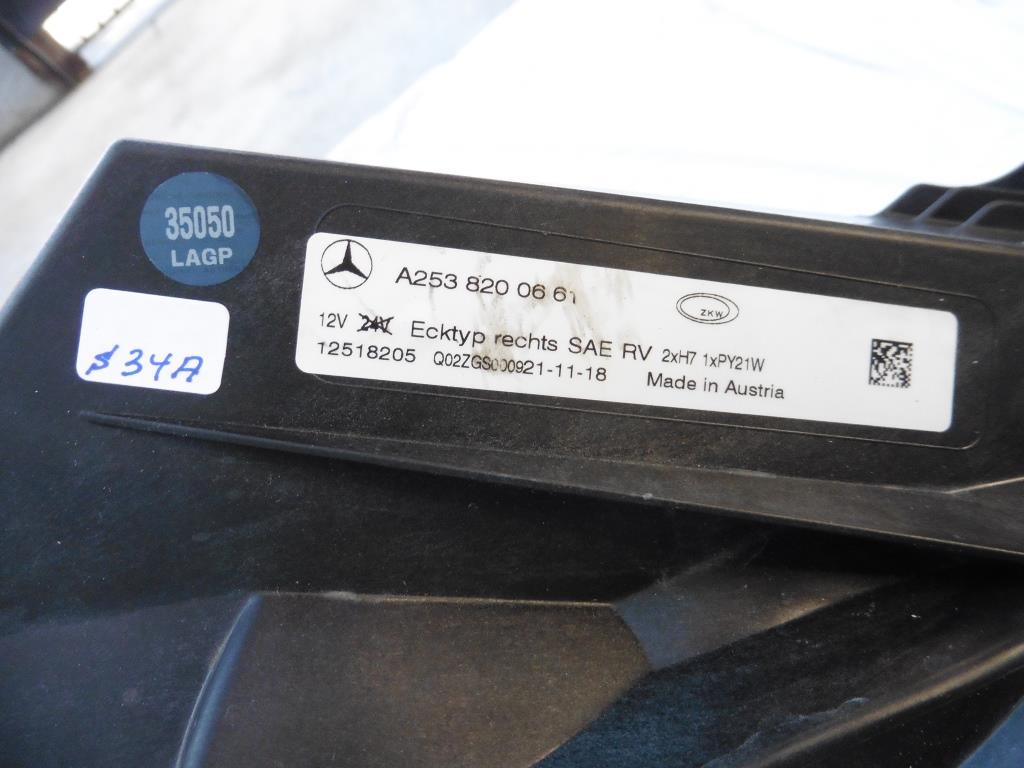 35050
LAGP
$34A
A253 820 06 61
ZKW
12V 24V Ecktyp rechts SAE RV 2xH7 1xPY21W
12518205 Q02ZGS000921-11-18 Made in Austria